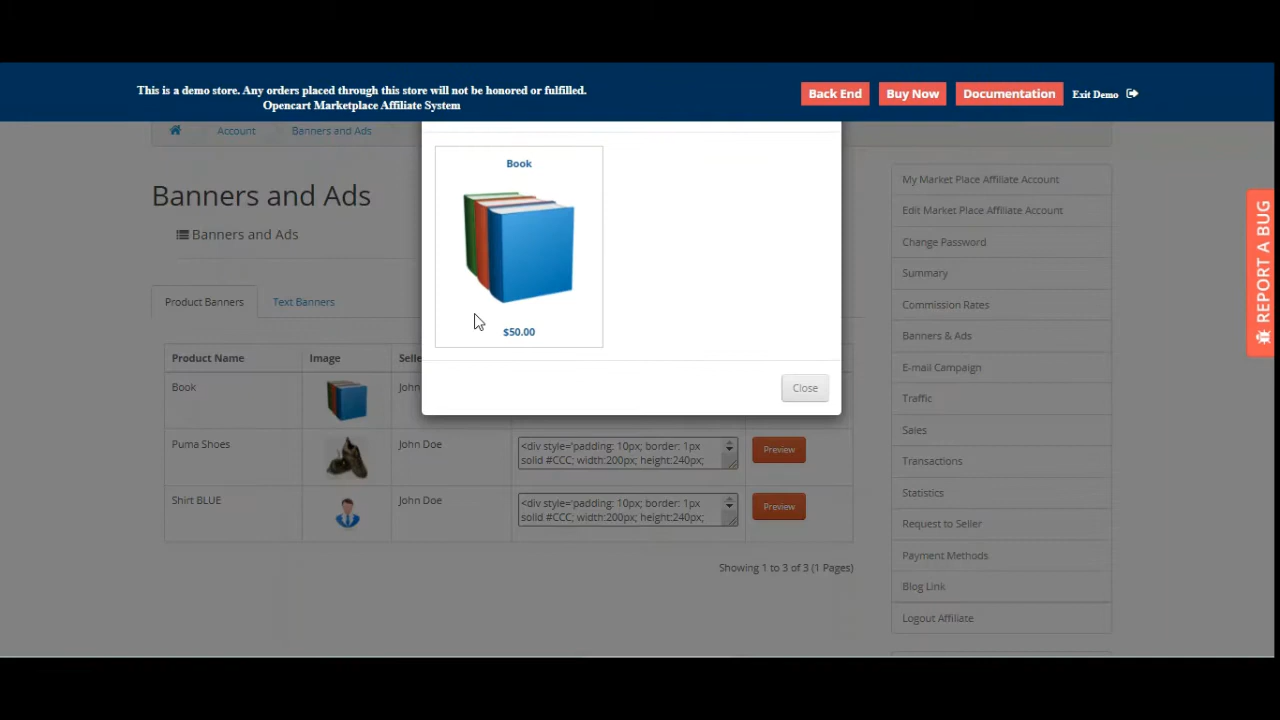 This is a demo store. Any orders placed through this store will not be honored or fulfilled.
Opencart Marketplace Affiliate System
Back End
Buy Now
Documentation
Exit Demo
Account
Banners and Ads
Banners and Ads
Banners and Ads
Product Banners
Text Banners
Product Name
Image
Selle
Book
John
Puma Shoes
John Doe
<div style='padding: 10px; border: 1px
solid #CCC; width:200px; height:240px;
Preview
Shirt BLUE
John Doe
<div style='padding: 10px; border: 1px
solid #CCC; width:200px; height:240px;
Preview
Showing 1 to 3 of 3 (1 Pages)
Book
$50.00
Close
My Market Place Affiliate Account
Edit Market Place Affiliate Account
Change Password
Summary
Commission Rates
Banners & Ads
E-mail Campaign
Traffic
Sales
Transactions
Statistics
Request to Seller
Payment Methods
Blog Link
Logout Affiliate
REPORT A BUG